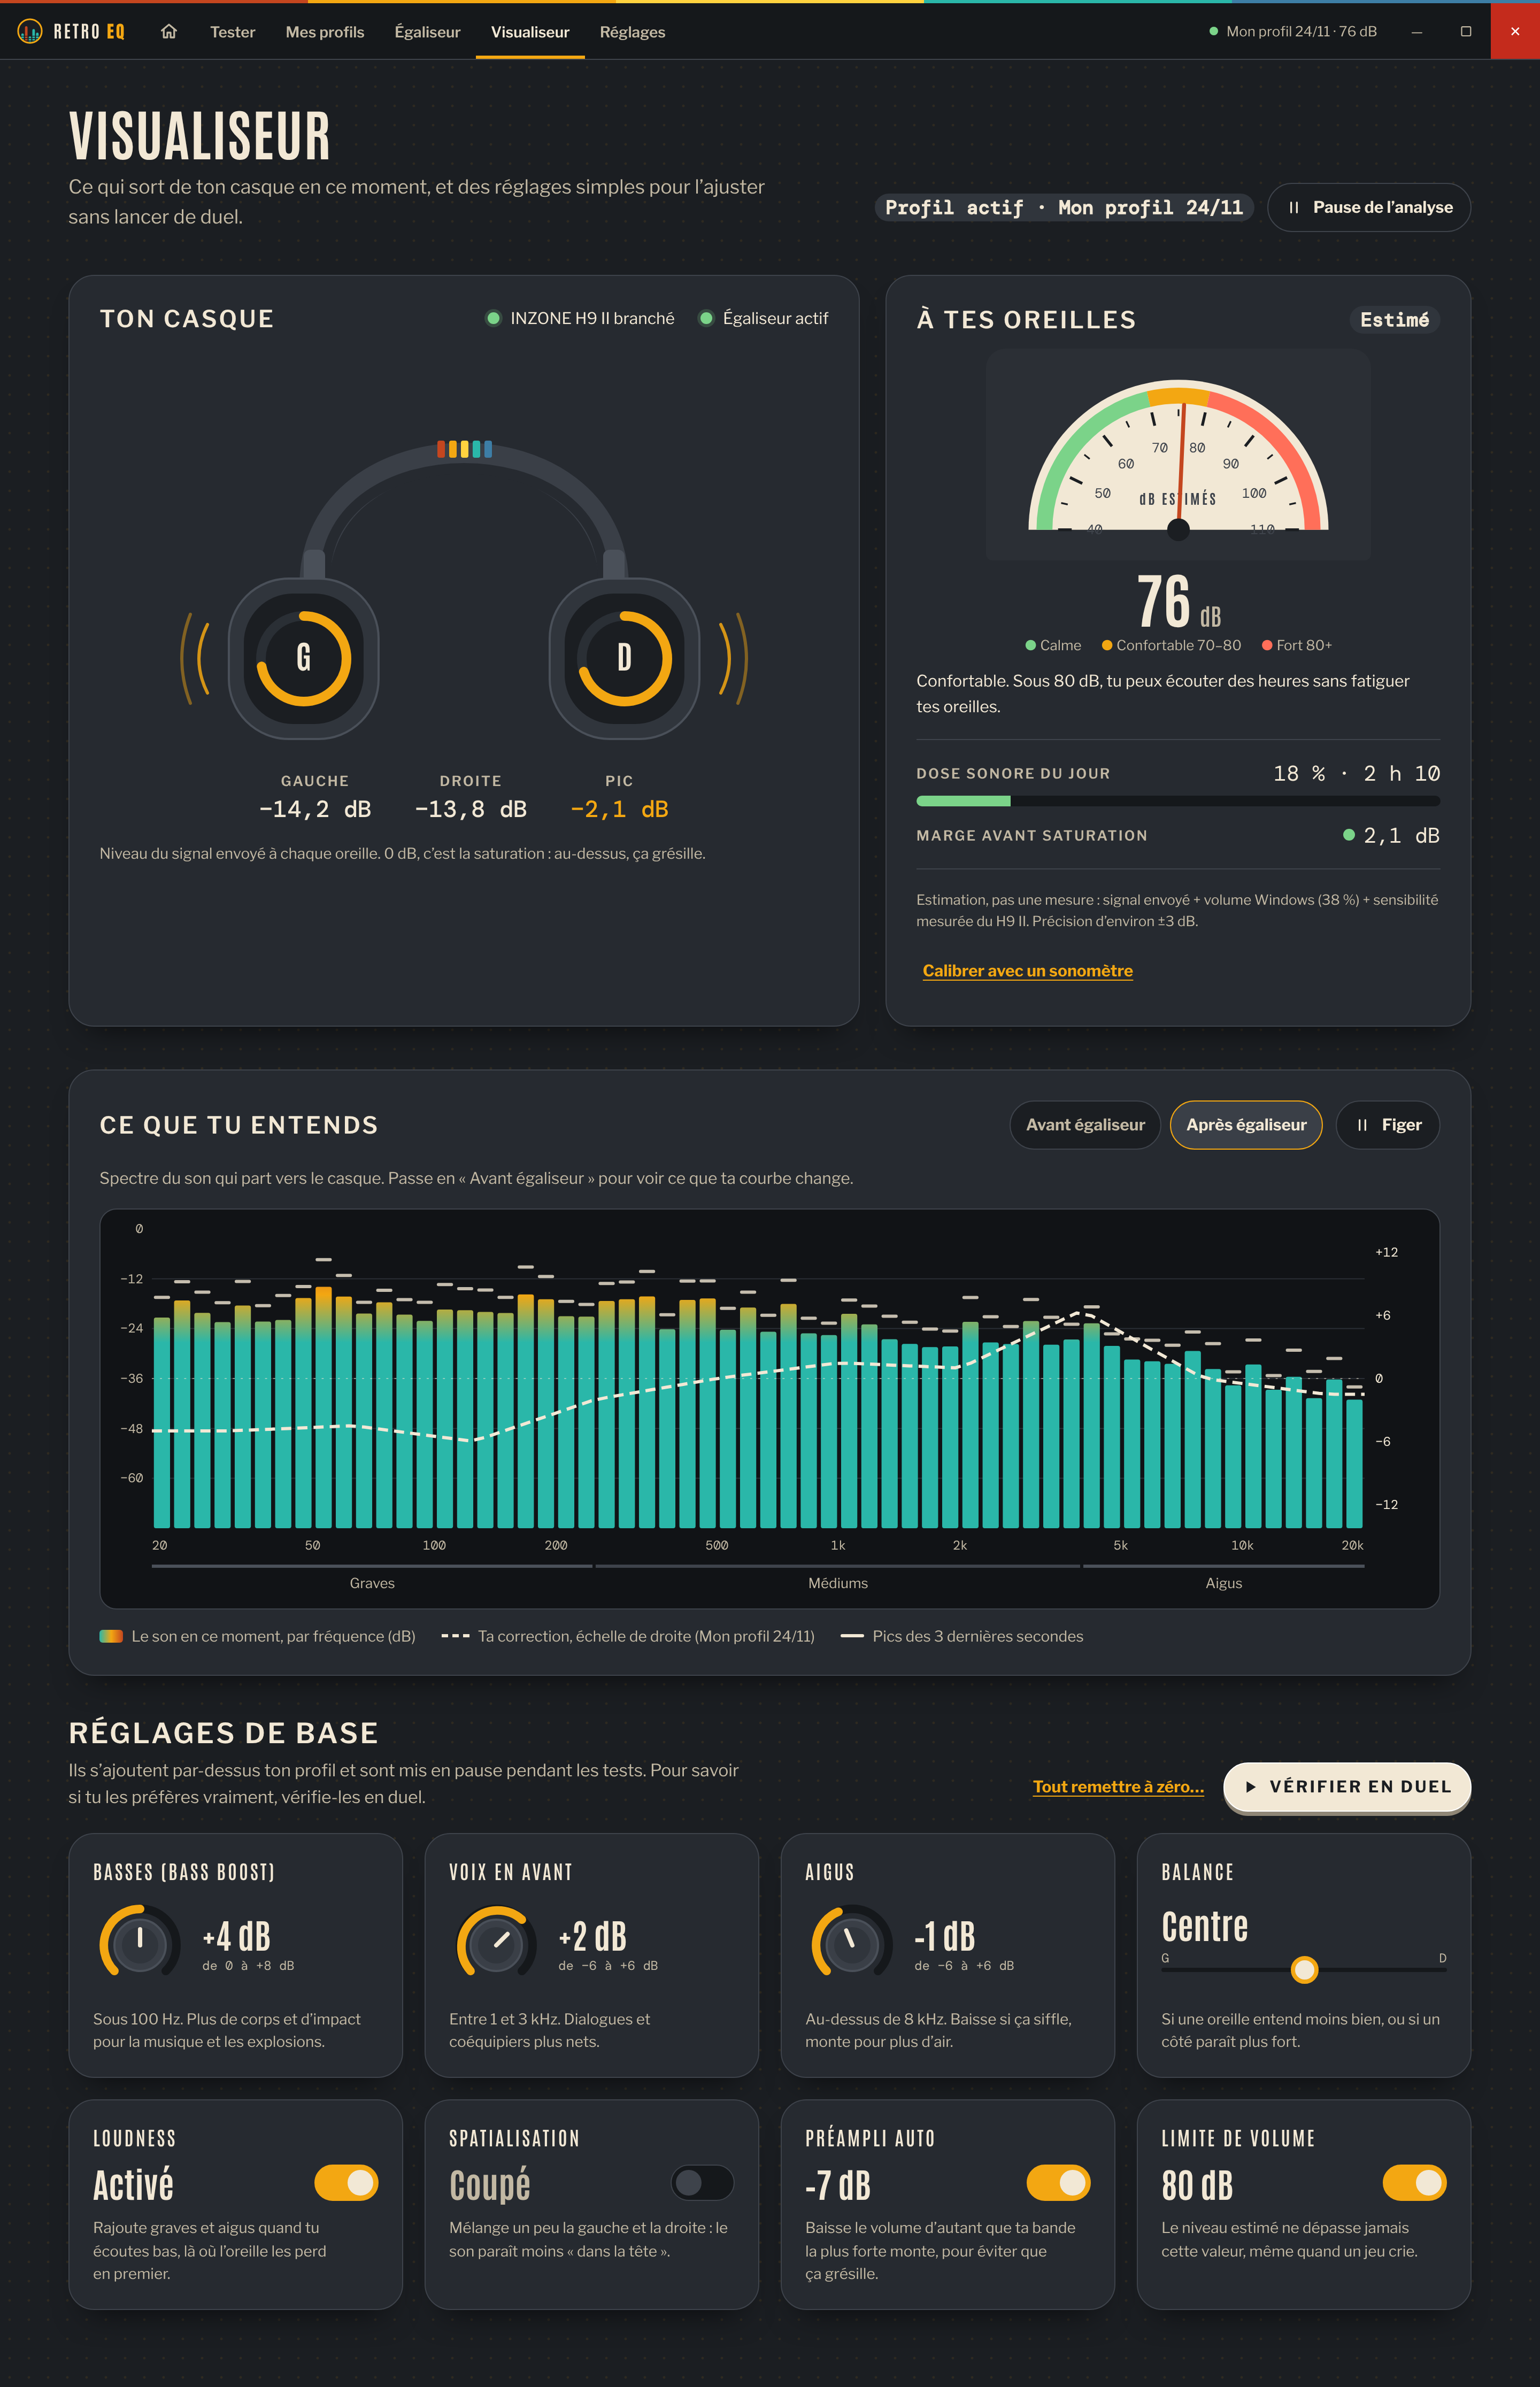 RETRO EQ
Tester
Mes profils
Égaliseur
Visualiseur
Réglages
Mon profil 24/11 · 76 dB
VISUALISEUR
Ce qui sort de ton casque en ce moment, et des réglages simples pour l’ajuster
sans lancer de duel.
Profil actif · Mon profil 24/11
Pause de l’analyse
TON CASQUE
INZONE H9 II branché
Égaliseur actif
G
D
GAUCHE
DROITE
PIC
−14,2 dB
−13,8 dB
−2,1 dB
Niveau du signal envoyé à chaque oreille. 0 dB, c’est la saturation : au-dessus, ça grésille.
À TES OREILLES
Estimé
40
50
60
70
80
90
100
110
dB ESTIMÉS
76 dB
Calme
Confortable 70–80
Fort 80+
Confortable. Sous 80 dB, tu peux écouter des heures sans fatiguer
tes oreilles.
DOSE SONORE DU JOUR
18 % · 2 h 10
MARGE AVANT SATURATION
2,1 dB
Estimation, pas une mesure : signal envoyé + volume Windows (38 %) + sensibilité
mesurée du H9 II. Précision d’environ ±3 dB.
Calibrer avec un sonomètre
CE QUE TU ENTENDS
Avant égaliseur
Après égaliseur
Figer
Spectre du son qui part vers le casque. Passe en « Avant égaliseur » pour voir ce que ta courbe change.
0
−12
−24
−36
−48
−60
+12
+6
0
−6
−12
20
50
100
200
500
1k
2k
5k
10k
20k
Graves
Médiums
Aigus
Le son en ce moment, par fréquence (dB)
Ta correction, échelle de droite (Mon profil 24/11)
Pics des 3 dernières secondes
RÉGLAGES DE BASE
Ils s’ajoutent par-dessus ton profil et sont mis en pause pendant les tests. Pour savoir
si tu les préfères vraiment, vérifie-les en duel.
Tout remettre à zéro…
VÉRIFIER EN DUEL
BASSES (BASS BOOST)
+4 dB
de 0 à +8 dB
Sous 100 Hz. Plus de corps et d’impact
pour la musique et les explosions.
VOIX EN AVANT
+2 dB
de −6 à +6 dB
Entre 1 et 3 kHz. Dialogues et
coéquipiers plus nets.
AIGUS
−1 dB
de −6 à +6 dB
Au-dessus de 8 kHz. Baisse si ça siffle,
monte pour plus d’air.
BALANCE
Centre
G
D
Si une oreille entend moins bien, ou si un
côté paraît plus fort.
LOUDNESS
Activé
Rajoute graves et aigus quand tu
écoutes bas, là où l’oreille les perd
en premier.
SPATIALISATION
Coupé
Mélange un peu la gauche et la droite : le
son paraît moins « dans la tête ».
PRÉAMPLI AUTO
−7 dB
Baisse le volume d’autant que ta bande
la plus forte monte, pour éviter que
ça grésille.
LIMITE DE VOLUME
80 dB
Le niveau estimé ne dépasse jamais
cette valeur, même quand un jeu crie.